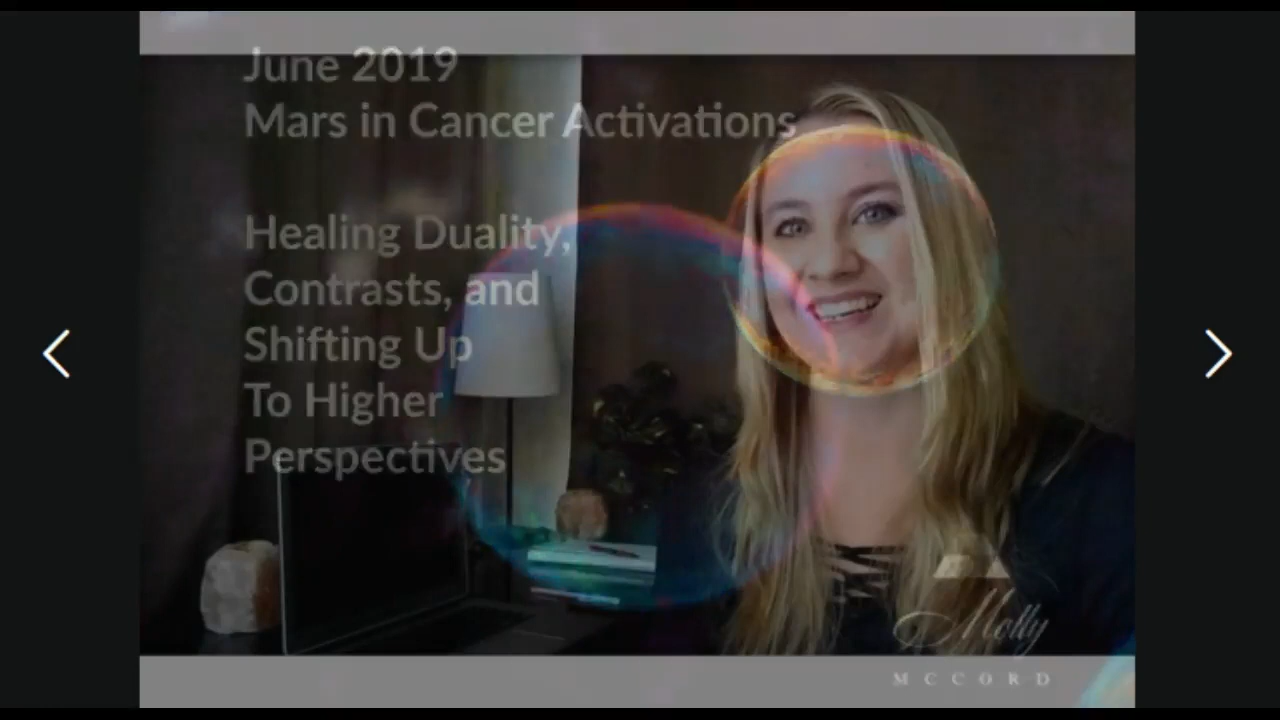 June 2019
Mars in Cancer Activations
Healing Duality,
Contrasts, and
Shifting Up
To Higher
Perspectives
Molly
MCCORD